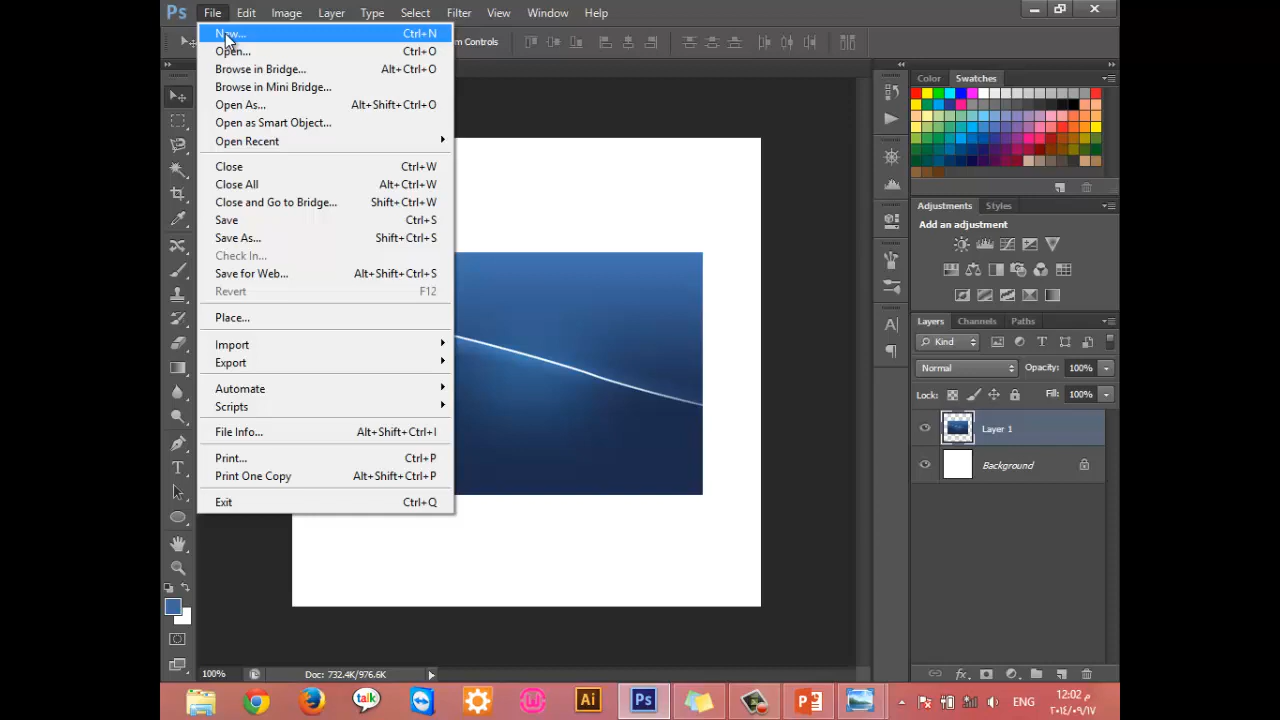 Ps File Edit Image Layer Type Select Filter View Window Help
New... Ctrl+N
Open... Ctrl+O
Browse in Bridge... Alt+Ctrl+O
Browse in Mini Bridge...
Open As... Alt+Shift+Ctrl+O
Open as Smart Object...
Open Recent
Close Ctrl+W
Close All Alt+Ctrl+W
Close and Go to Bridge... Shift+Ctrl+W
Save Ctrl+S
Save As... Shift+Ctrl+S
Check In...
Save for Web... Alt+Shift+Ctrl+S
Revert F12
Place...
Import
Export
Automate
Scripts
File Info... Alt+Shift+Ctrl+I
Print... Ctrl+P
Print One Copy Alt+Shift+Ctrl+P
Exit Ctrl+Q
Controls
Color Swatches
Adjustments Styles
Add an adjustment
Layers Channels Paths
Kind
Normal Opacity: 100%
Lock: Fill: 100%
Layer 1
Background
100% Doc: 732.4K/976.6K
talk Ai Ps ENG
12:02 م
٢٠١٤/٠٩/١٧